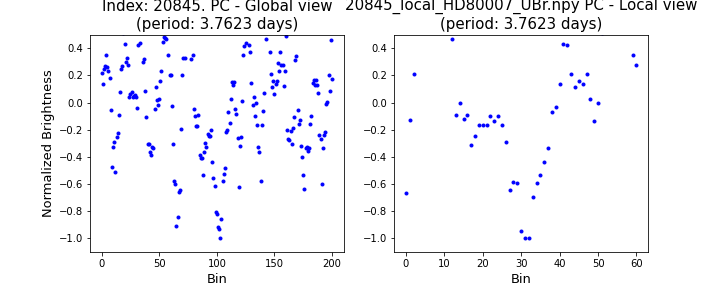 Index: 20845. PC - Global view
(period: 3.7623 days)
20845_local_HD80007_UBr.npy PC - Local view
(period: 3.7623 days)
Normalized Brightness
0.4
0.2
0.0
−0.2
−0.4
−0.6
−0.8
−1.0
0 50 100 150 200
Bin
0.4
0.2
0.0
−0.2
−0.4
−0.6
−0.8
−1.0
0 10 20 30 40 50 60
Bin